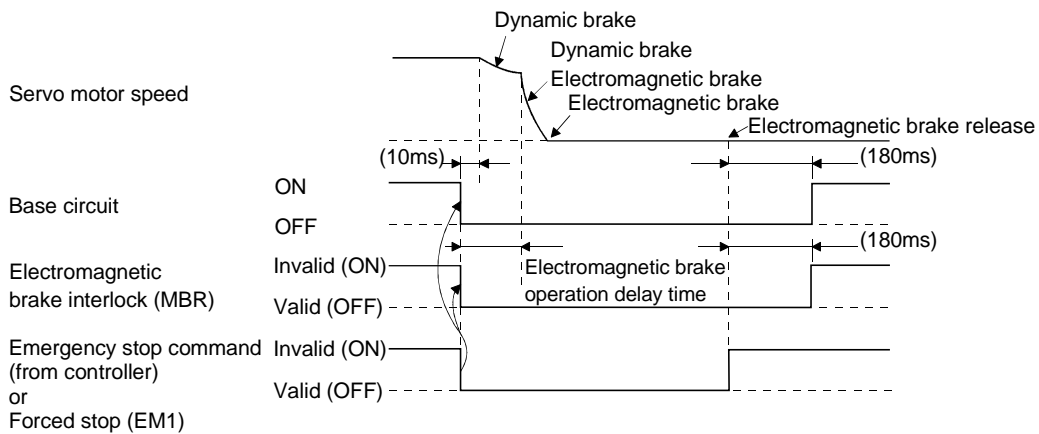 Dynamic brake
Dynamic brake
Electromagnetic brake
Electromagnetic brake
Servo motor speed
Electromagnetic brake release
(10ms)
(180ms)
Base circuit
ON
OFF
(180ms)
Electromagnetic
brake interlock (MBR)
Invalid (ON)
Valid (OFF)
Electromagnetic brake
operation delay time
Emergency stop command
(from controller)
or
Forced stop (EM1)
Invalid (ON)
Valid (OFF)